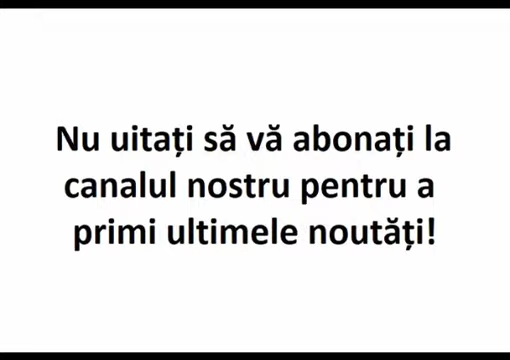 Nu uitați să vă abonați la
canalul nostru pentru a
primi ultimele noutăți!